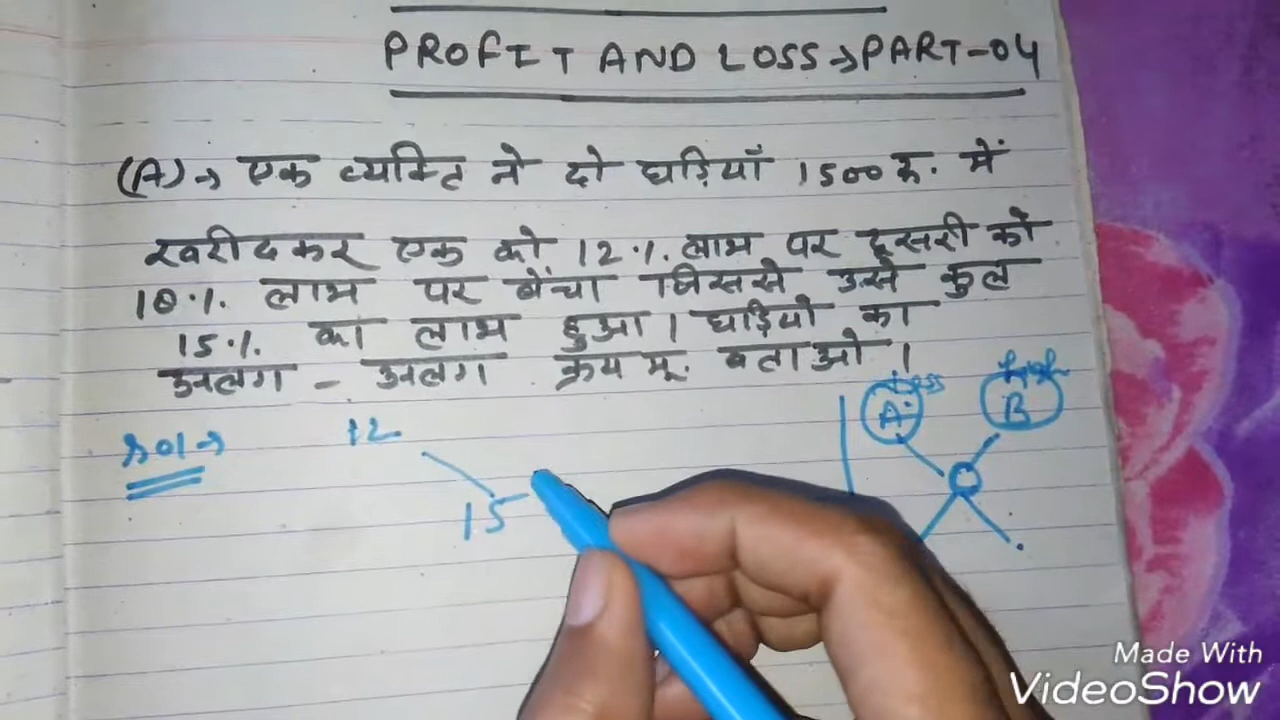 PROFIT AND LOSS → PART-04
(A)→ एक व्यक्ति ने दो घड़ियाँ 1500 रु. में
खरीदकर एक को 12%. लाभ पर दूसरी को
18%. लाभ पर बेंचा जिससे उसे कुल
15%. का लाभ हुआ। घड़ियो का
अलग - अलग क्रय मू. बताओ।
Sol→
12
15
A
B
Made With
VideoShow